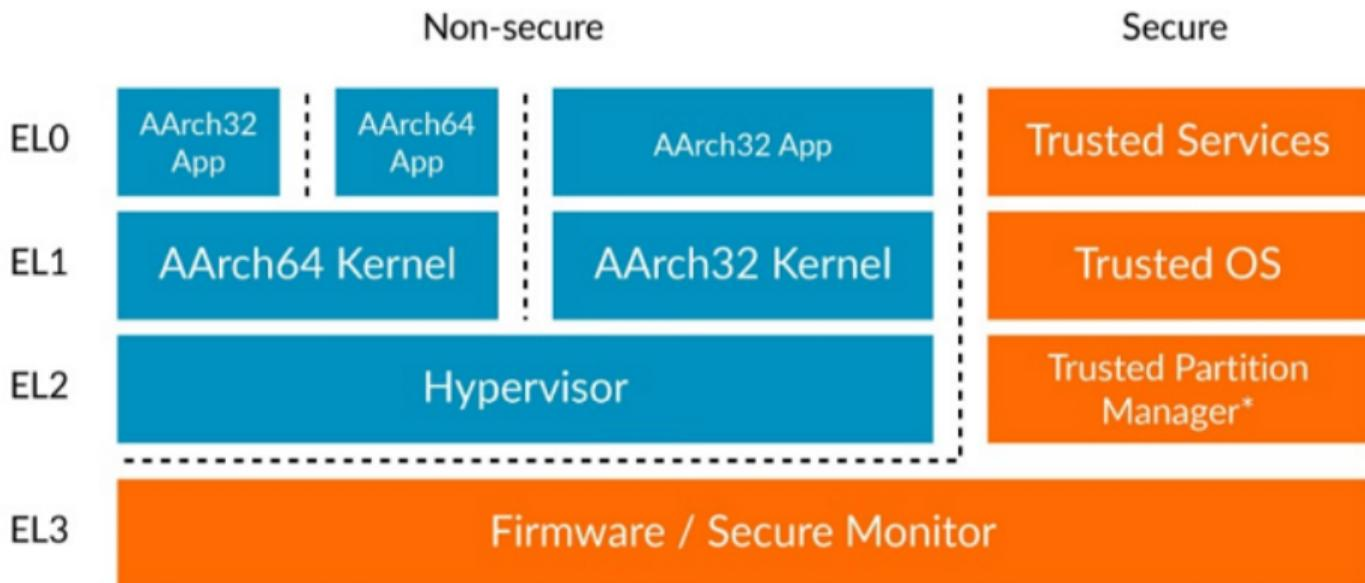 Non-secure
Secure
EL0
AArch32
App
AArch64
App
AArch32 App
Trusted Services
EL1
AArch64 Kernel
AArch32 Kernel
Trusted OS
EL2
Hypervisor
Trusted Partition
Manager*
EL3
Firmware / Secure Monitor